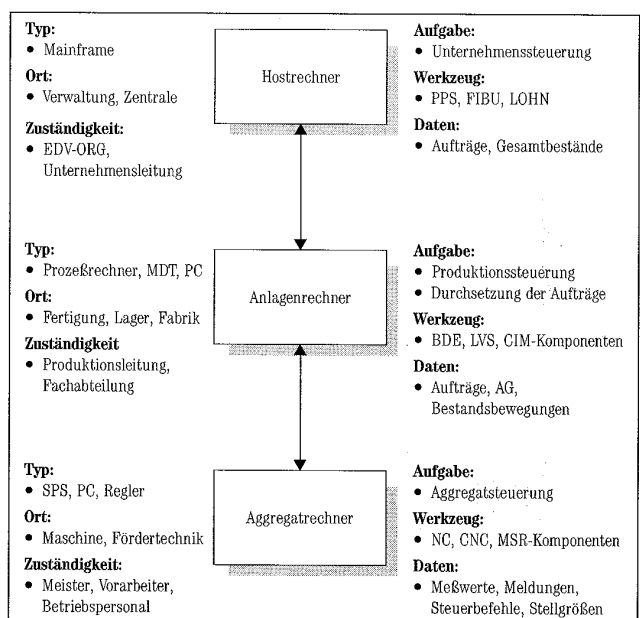 Typ:
● Mainframe
Ort:
● Verwaltung, Zentrale
Zuständigkeit:
● EDV-ORG,
Unternehmensleitung
Hostrechner
Aufgabe:
● Unternehmenssteuerung
Werkzeug:
● PPS, FIBU, LOHN
Daten:
● Aufträge, Gesamtbestände
Typ:
● Prozeßrechner, MDT, PC
Ort:
● Fertigung, Lager, Fabrik
Zuständigkeit
● Produktionsleitung,
Fachabteilung
Anlagenrechner
Aufgabe:
● Produktionssteuerung
● Durchsetzung der Aufträge
Werkzeug:
● BDE, LVS, CIM-Komponenten
Daten:
● Aufträge, AG,
Bestandsbewegungen
Typ:
● SPS, PC, Regler
Ort:
● Maschine, Fördertechnik
Zuständigkeit:
● Meister, Vorarbeiter,
Betriebspersonal
Aggregatrechner
Aufgabe:
● Aggregatsteuerung
Werkzeug:
● NC, CNC, MSR-Komponenten
Daten:
● Meßwerte, Meldungen,
Steuerbefehle, Stellgrößen